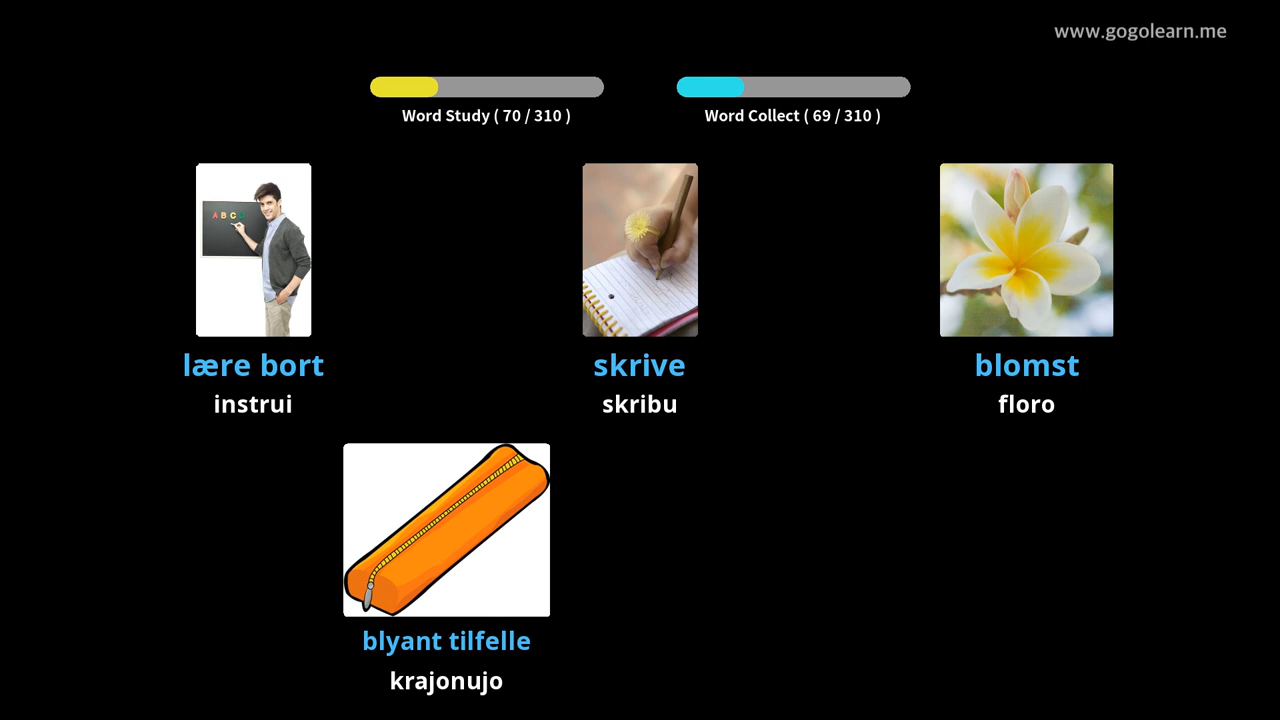 www.gogolearn.me
Word Study ( 70 / 310 )
Word Collect ( 69 / 310 )
A B C
lære bort
skrive
blomst
instrui
skribu
floro
blyant tilfelle
krajonujo